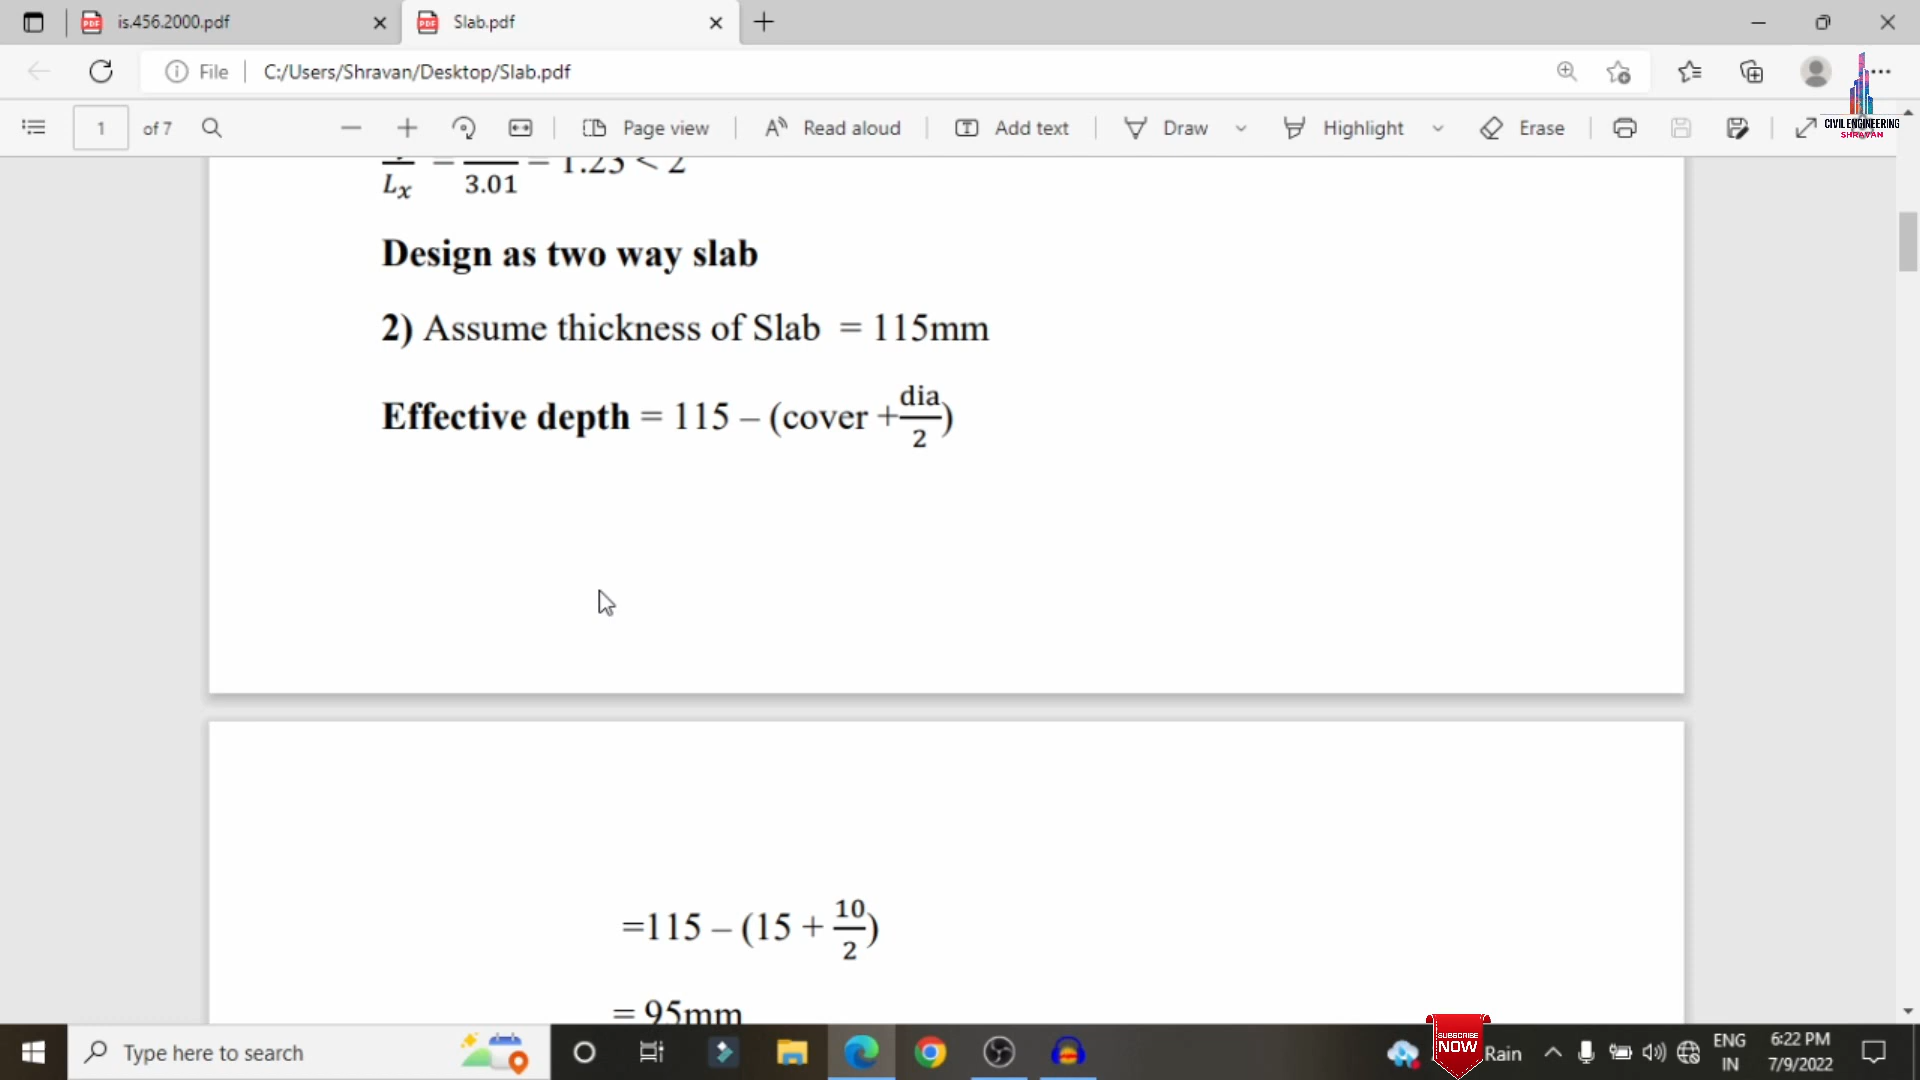 is.456.2000.pdf
Slab.pdf
File C:/Users/Shravan/Desktop/Slab.pdf
1 of 7 Page view Read aloud Add text Draw Highlight Erase
CIVIL ENGINEERING
SHRAVAN
Lx 3.01 = 1.23 < 2
Design as two way slab
2) Assume thickness of Slab = 115mm
Effective depth = 115 – (cover + dia/2)
=115 – (15 + 10/2)
= 95mm
Type here to search
SUBSCRIBE
NOW
Rain
ENG
IN
6:22 PM
7/9/2022